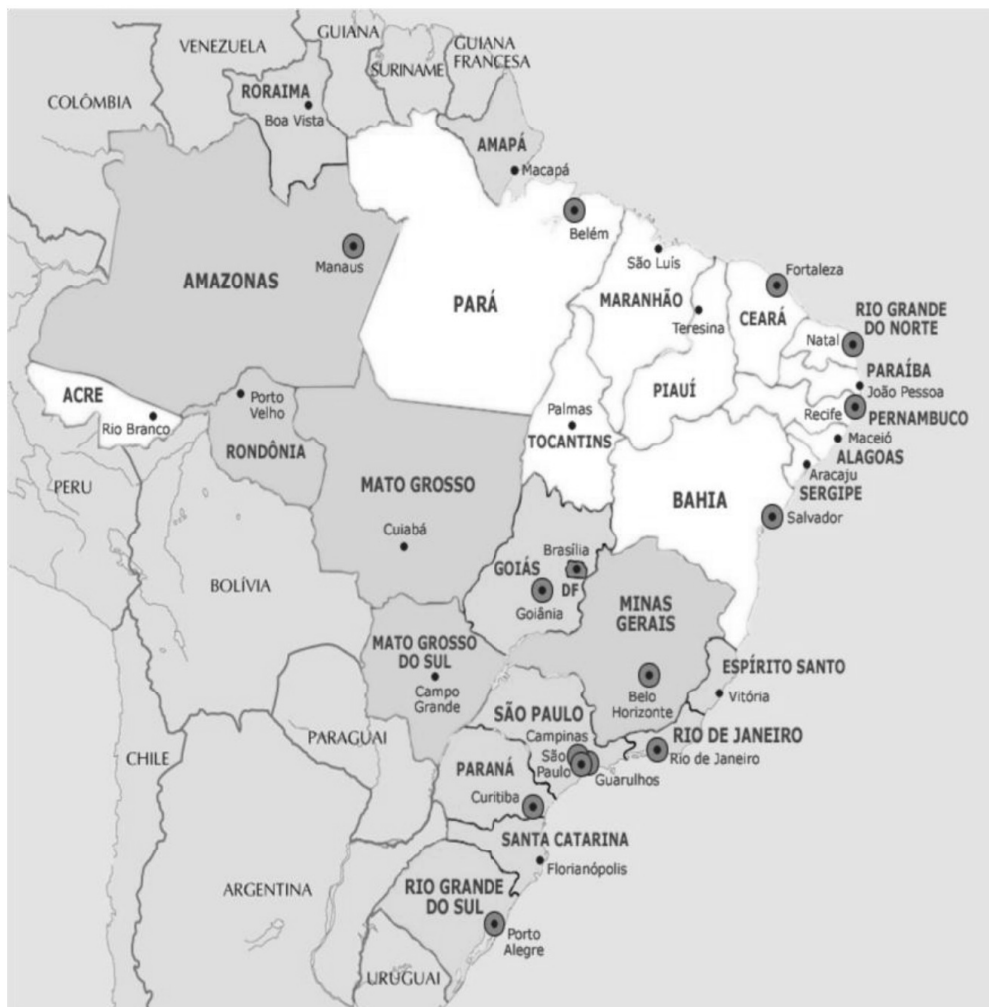 GUIANA
VENEZUELA
GUIANA
FRANCESA
SURINAME
COLÔMBIA
RORAIMA
Boa Vista
AMAPÁ
Macapá
Belém
Manaus
AMAZONAS
São Luís
Fortaleza
PARÁ
MARANHÃO
CEARÁ
RIO GRANDE
DO NORTE
Teresina
Natal
PARAÍBA
PIAUÍ
João Pessoa
ACRE
Rio Branco
Porto
Velho
Palmas
TOCANTINS
Recife
PERNAMBUCO
Maceió
ALAGOAS
Aracaju
SERGIPE
RONDÔNIA
PERU
MATO GROSSO
BAHIA
Salvador
Cuiabá
BOLÍVIA
GOIÁS
Brasília
DF
Goiânia
MINAS
GERAIS
MATO GROSSO
DO SUL
Campo
Grande
ESPÍRITO SANTO
Vitória
Belo
Horizonte
SÃO PAULO
Campinas
São
Paulo
Guarulhos
RIO DE JANEIRO
Rio de Janeiro
PARAGUAI
CHILE
PARANÁ
Curitiba
SANTA CATARINA
Florianópolis
ARGENTINA
RIO GRANDE
DO SUL
Porto
Alegre
URUGUAI